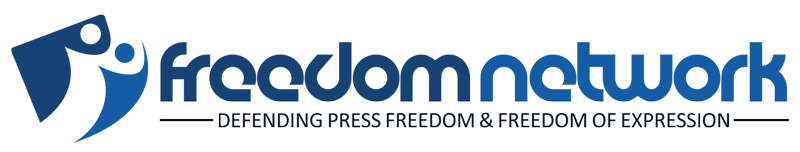 freedom network
DEFENDING PRESS FREEDOM & FREEDOM OF EXPRESSION